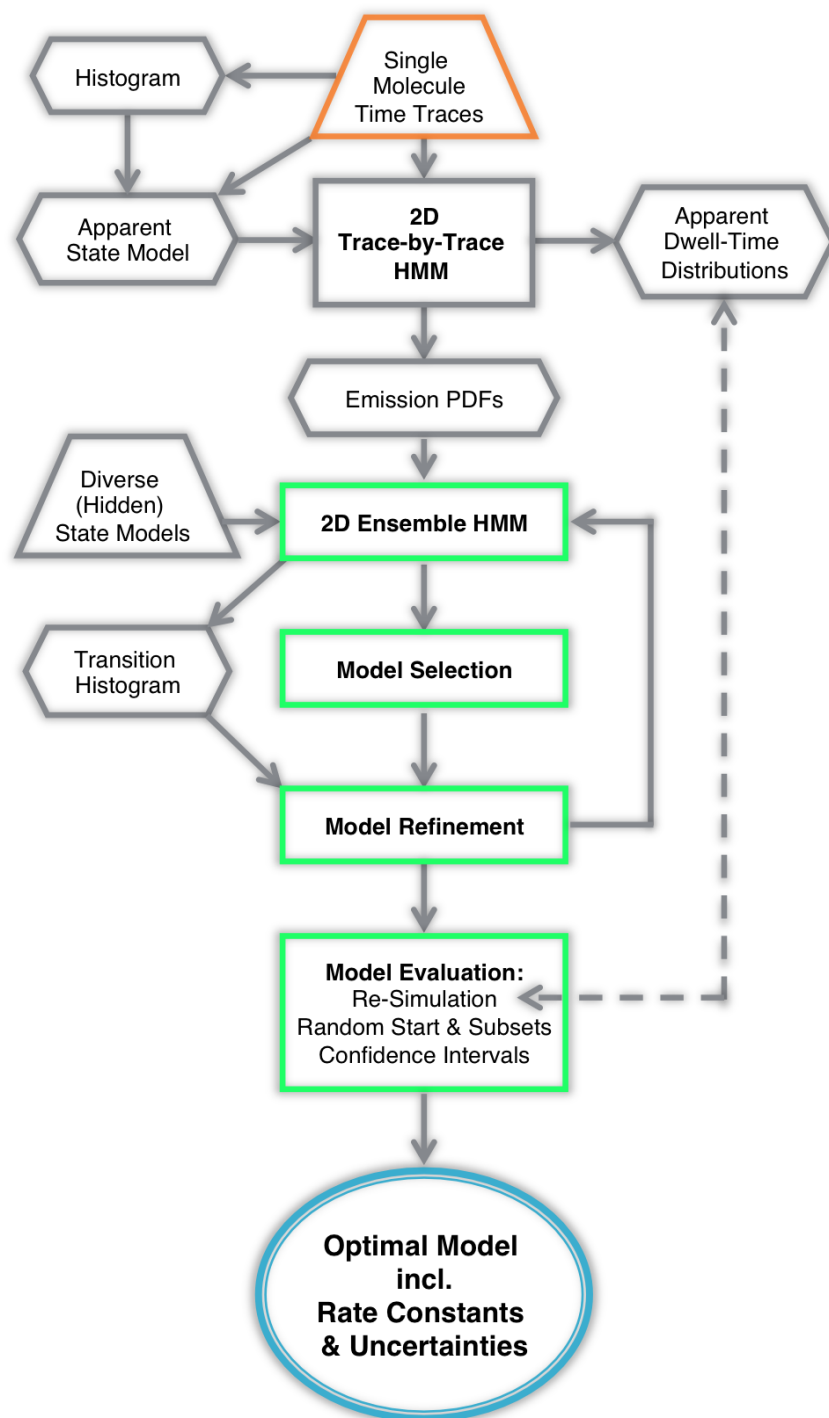 Single
Molecule
Time Traces
Histogram
Apparent
State Model
2D
Trace-by-Trace
HMM
Apparent
Dwell-Time
Distributions
Emission PDFs
Diverse
(Hidden)
State Models
2D Ensemble HMM
Transition
Histogram
Model Selection
Model Refinement
Model Evaluation:
Re-Simulation
Random Start & Subsets
Confidence Intervals
Optimal Model
incl.
Rate Constants
& Uncertainties